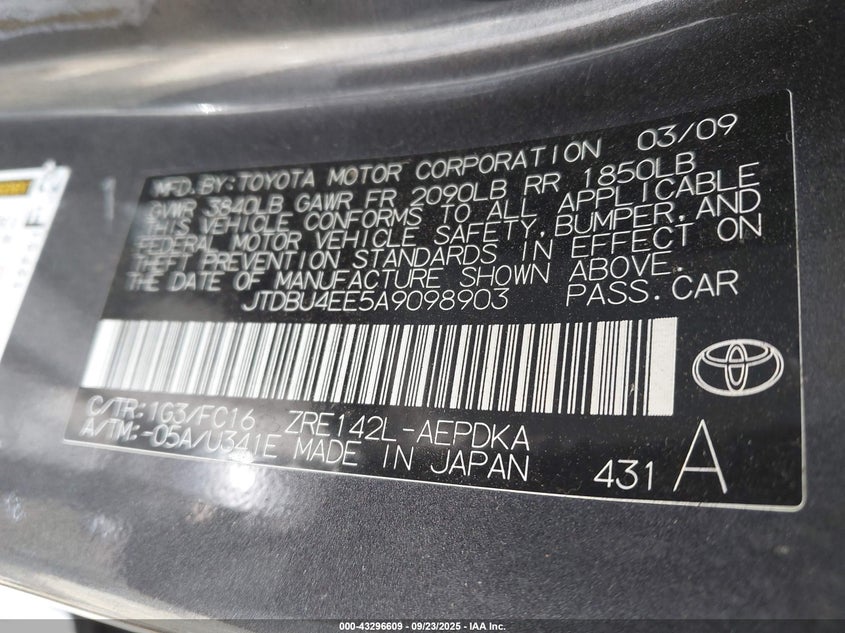 MFD.BY:TOYOTA MOTOR CORPORATION 03/09
GVWR 3840LB GAWR FR 2090LB RR 1850LB
THIS VEHICLE CONFORMS TO ALL APPLICABLE
FEDERAL MOTOR VEHICLE SAFETY,BUMPER,AND
THEFT PREVENTION STANDARDS IN EFFECT ON
THE DATE OF MANUFACTURE SHOWN ABOVE.
JTDBU4EE5A9098903 PASS.CAR
C/TR:1G3/FC16 ZRE142L-AEPDKA
A/TM:-05A/U341E MADE IN JAPAN
431 A
000-43296609 - 09/23/2025 - IAA Inc.